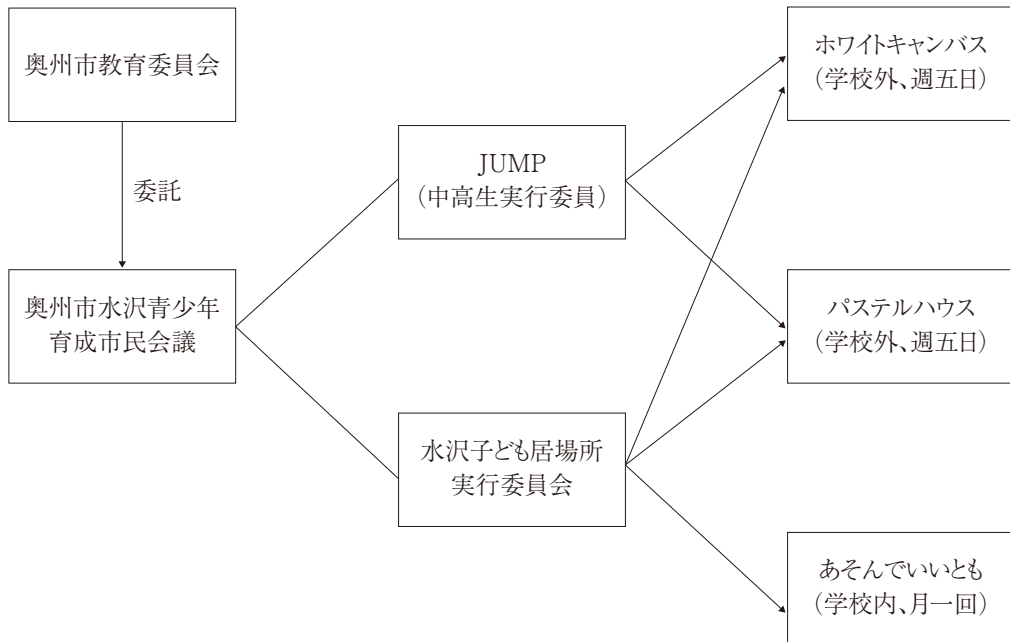 奥州市教育委員会
委託
奥州市水沢青少年
育成市民会議
JUMP
(中高生実行委員)
水沢子ども居場所
実行委員会
ホワイトキャンバス
(学校外、週五日)
パステルハウス
(学校外、週五日)
あそんでいいとも
(学校内、月一回)